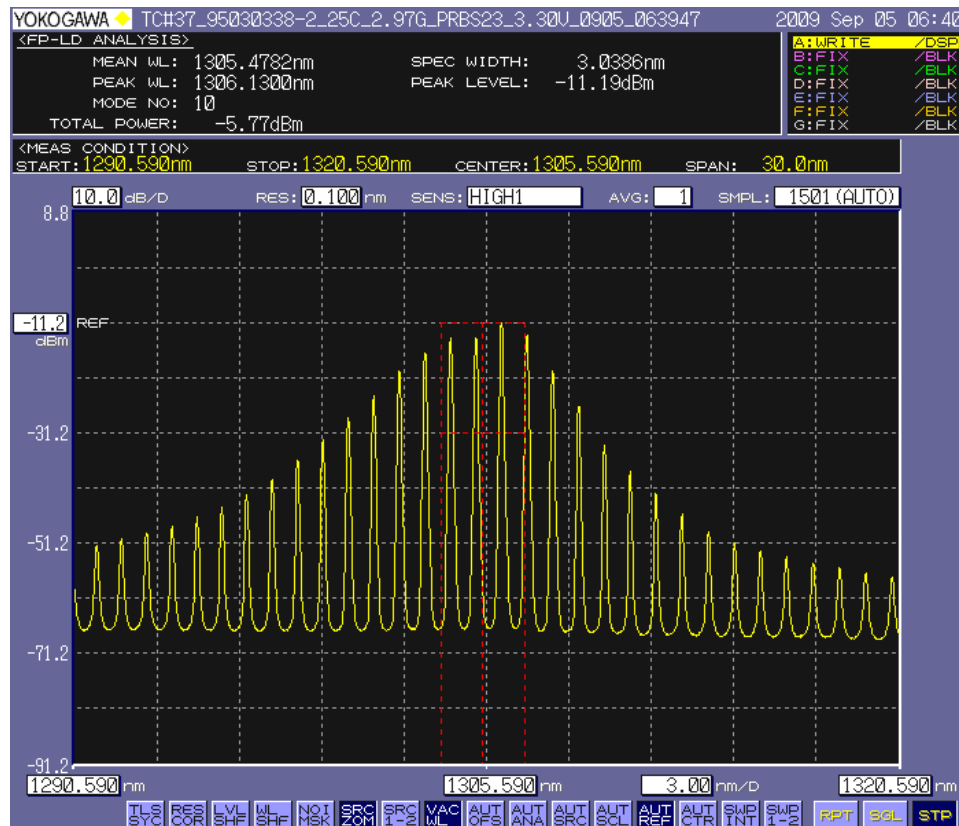 YOKOGAWA TC#37_95030338-2_25C_2.97G_PRBS23_3.30V_0905_063947 2009 Sep 05 06:40
<FP-LD ANALYSIS>
MEAN WL: 1305.4782nm SPEC WIDTH: 3.0386nm
PEAK WL: 1306.1300nm PEAK LEVEL: -11.19dBm
MODE NO: 10
TOTAL POWER: -5.77dBm
A:WRITE /DSP
B:FIX /BLK
C:FIX /BLK
D:FIX /BLK
E:FIX /BLK
F:FIX /BLK
G:FIX /BLK
<MEAS CONDITION>
START:1290.590nm STOP:1320.590nm CENTER:1305.590nm SPAN: 30.0nm
10.0 dB/D RES: 0.100 nm SENS: HIGH1 AVG: 1 SMPL: 1501(AUTO)
8.8
-11.2 REF
dBm
-31.2
-51.2
-71.2
-91.2
1290.590 nm 1305.590 nm 3.00 nm/D 1320.590 nm
TLS RES LVL WL NOI SRC SRC VAC AUT AUT AUT AUT AUT AUT SWP SWP RPT SGL STP
SYC COR SHF SHF MSK ZOM 1-2 WL OFS ANA SRC SCL REF CTR INT 1-2